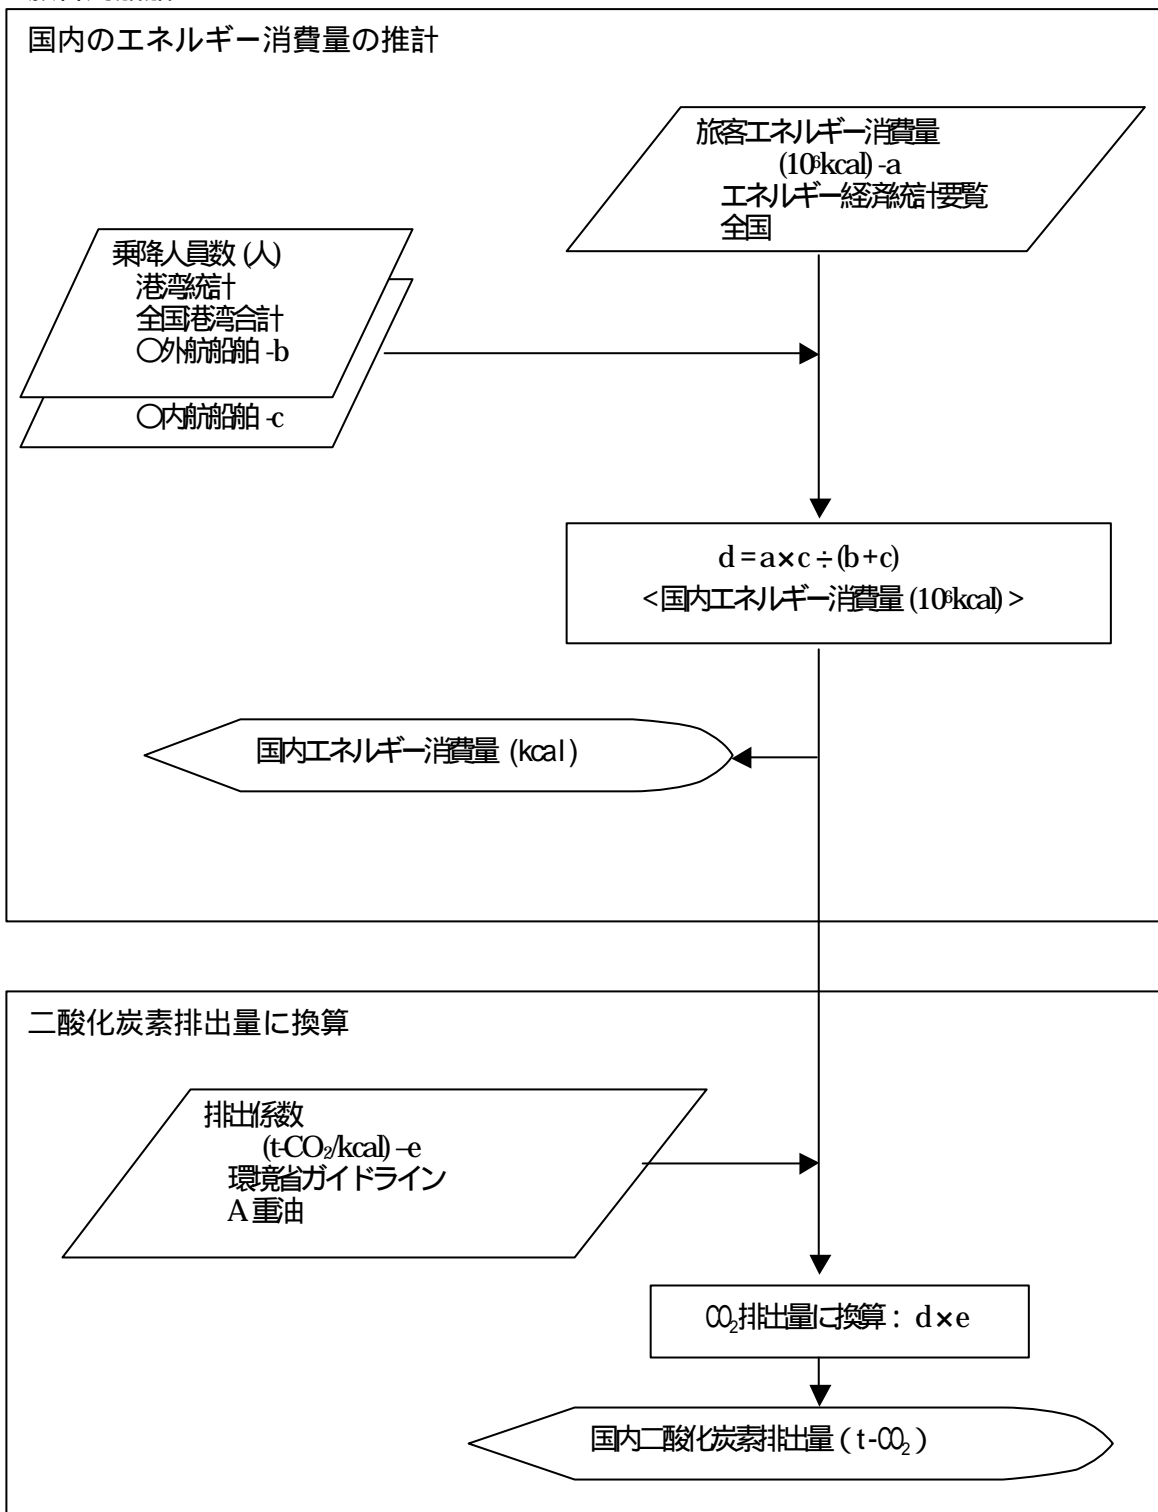 国内のエネルギー消費量の推計
旅客エネルギー消費量
(10⁶kcal) -a
エネルギー経済統計要覧
全国
乗降人員数 (人)
港湾統計
全国港湾合計
〇外航船舶 -b
〇内航船舶 -c
d = a × c ÷ (b + c)
<国内エネルギー消費量 (10⁶kcal) >
国内エネルギー消費量 (kcal)
二酸化炭素排出量に換算
排出係数
(t-CO₂/kcal) –e
環境省ガイドライン
A 重油
CO₂排出量に換算： d × e
国内二酸化炭素排出量（t-CO₂）